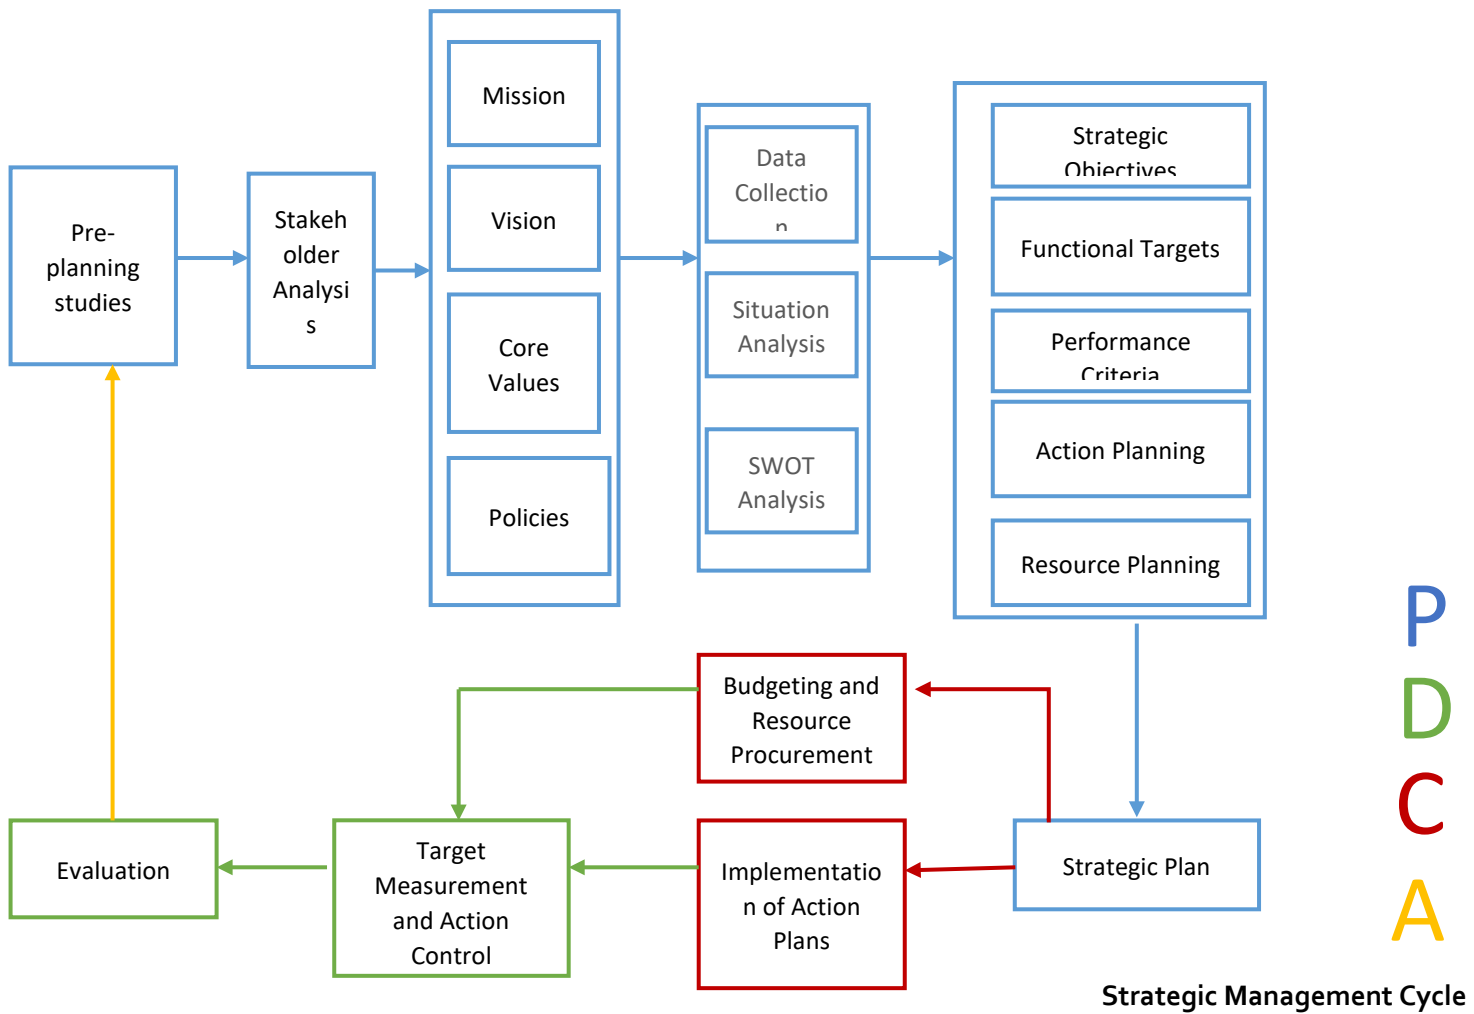 Pre-
planning
studies
Stakeh
older
Analysi
s
Mission
Vision
Core
Values
Policies
Data
Collectio
n
Situation
Analysis
SWOT
Analysis
Strategic
Objectives
Functional Targets
Performance
Criteria
Action Planning
Resource Planning
Budgeting and
Resource
Procurement
Evaluation
Target
Measurement
and Action
Control
Implementatio
n of Action
Plans
Strategic Plan
P
D
C
A
Strategic Management Cycle